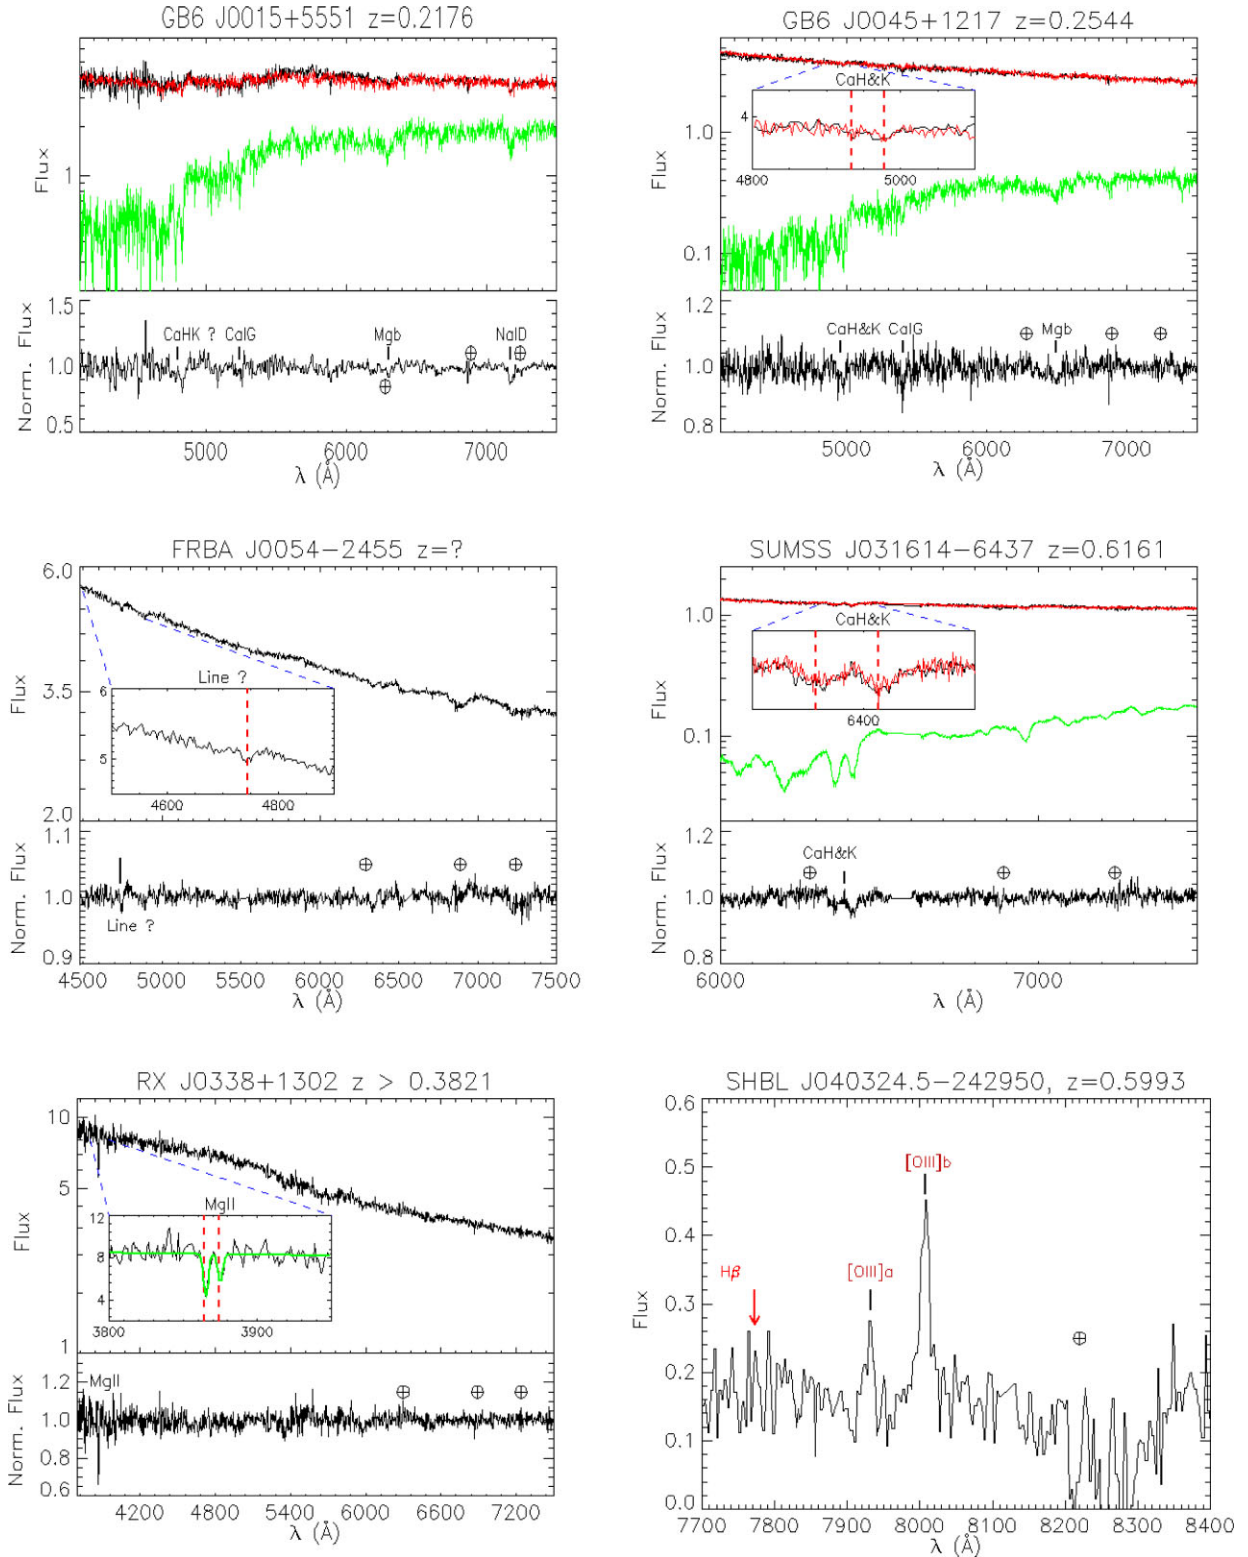 GB6 J0015+5551 z=0.2176
Flux
1
1.5
1.0
0.5
Norm. Flux
CaHK ?
CaIG
Mgb
NaID
5000
6000
7000
λ (Å)
GB6 J0045+1217 z=0.2544
Flux
1.0
0.1
CaH&K
4
4800
5000
1.2
1.0
0.8
Norm. Flux
CaH&K
CaIG
Mgb
5000
6000
7000
λ (Å)
FRBA J0054−2455 z=?
Flux
6.0
3.5
2.0
Line ?
6
5
4600
4800
1.1
1.0
0.9
Norm. Flux
Line ?
4500
5000
5500
6000
6500
7000
7500
λ (Å)
SUMSS J031614−6437 z=0.6161
Flux
1.0
0.1
CaH&K
6400
1.2
1.0
0.8
Norm. Flux
CaH&K
6000
7000
λ (Å)
RX J0338+1302 z > 0.3821
Flux
10
5
1
MgII
12
8
4
3800
3900
1.2
1.0
0.8
0.6
Norm. Flux
MgII
4200
4800
5400
6000
6600
7200
λ (Å)
SHBL J040324.5−242950, z=0.5993
Flux
0.6
0.5
0.4
0.3
0.2
0.1
0.0
Hβ
[OIII]a
[OIII]b
7700
7800
7900
8000
8100
8200
8300
8400
λ (Å)